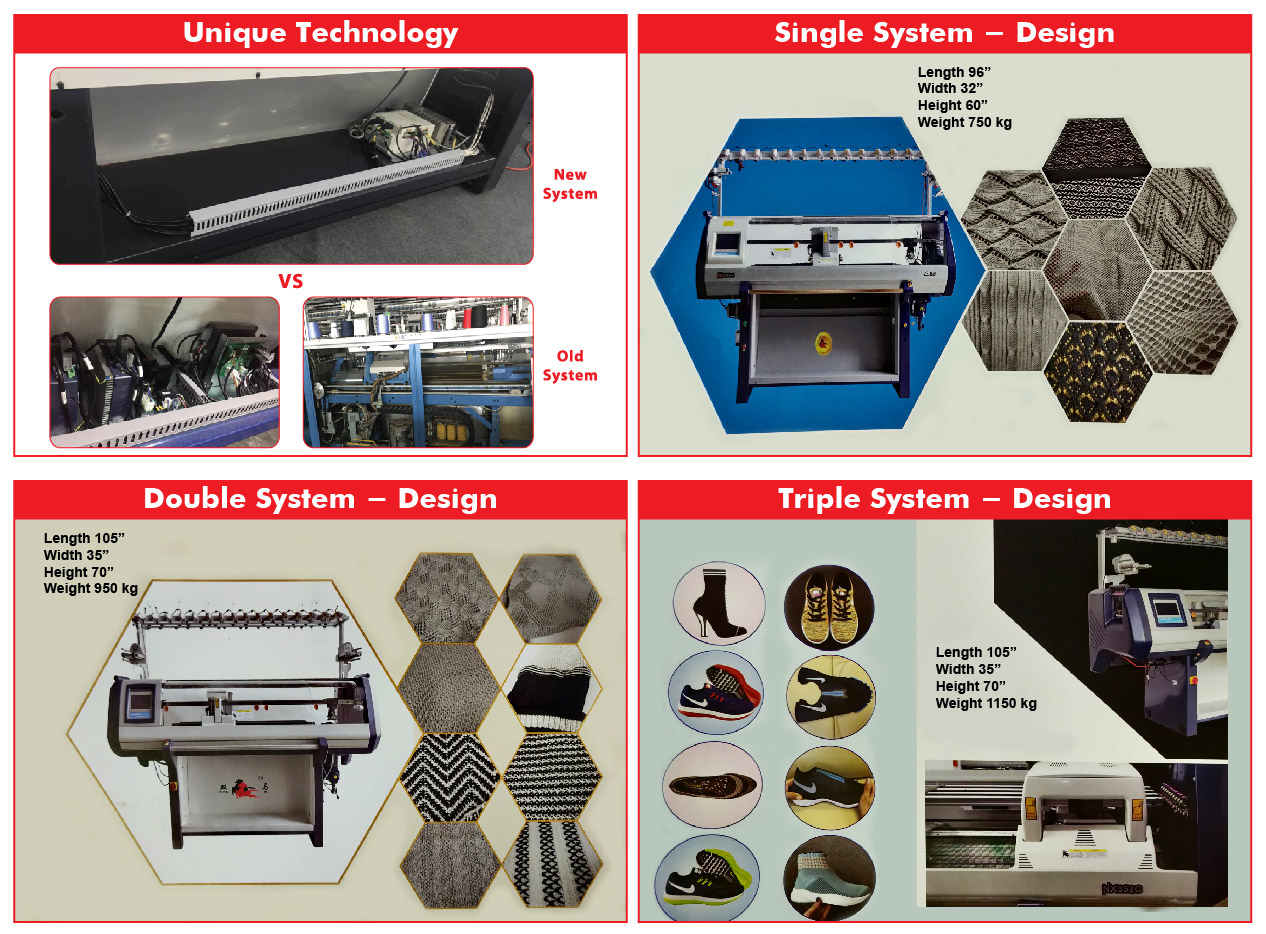 Unique Technology
New
System
VS
Old
System
Single System – Design
Length 96”
Width 32”
Height 60”
Weight 750 kg
Double System – Design
Length 105”
Width 35”
Height 70”
Weight 950 kg
Triple System – Design
Length 105”
Width 35”
Height 70”
Weight 1150 kg